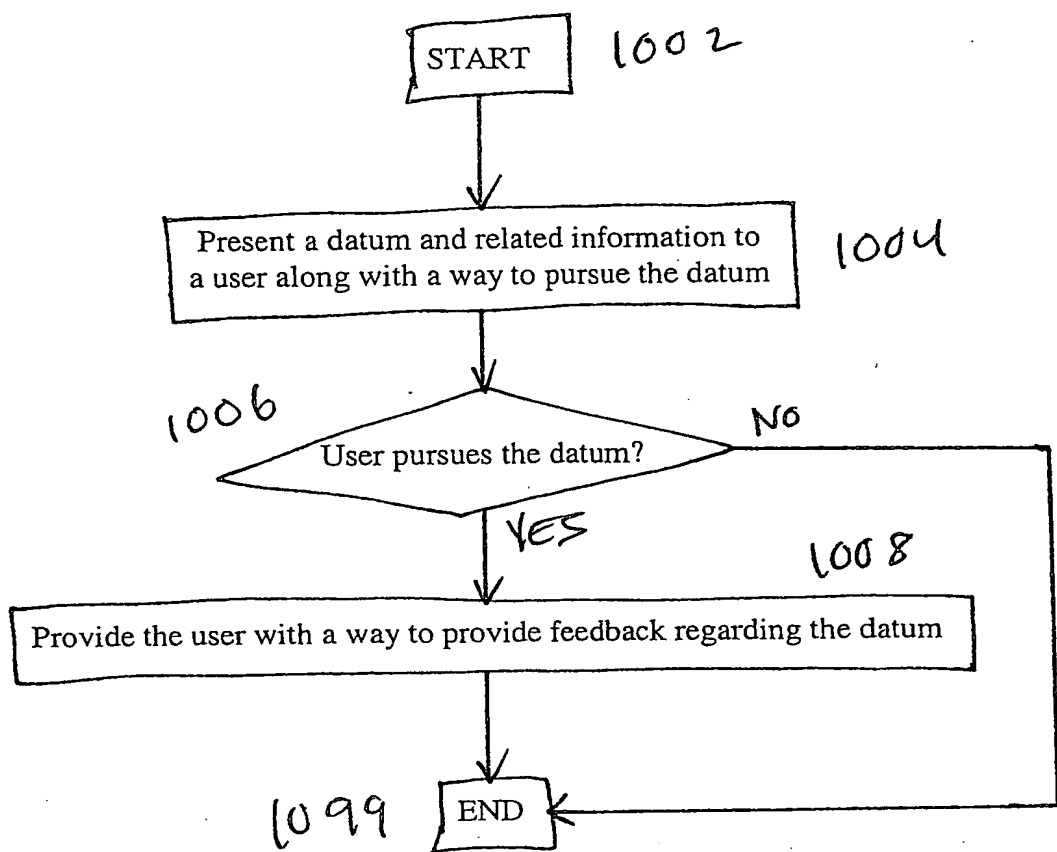 START 1002
Present a datum and related information to
a user along with a way to pursue the datum
1004
1006
User pursues the datum?
NO
YES
1008
Provide the user with a way to provide feedback regarding the datum
1099
END